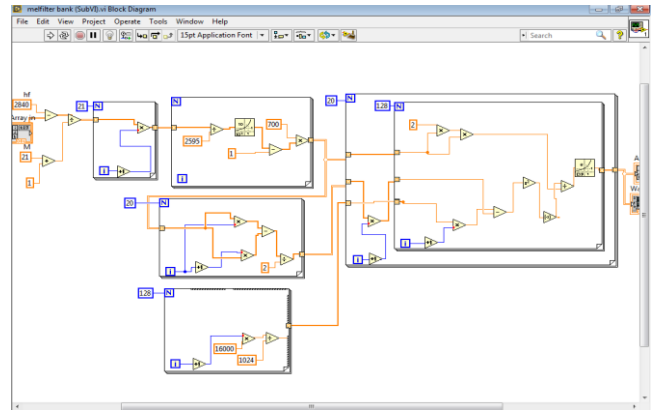 melfilter bank (SubVI).vi Block Diagram
File Edit View Project Operate Tools Window Help
15pt Application Font
Search
hf
2840
Array in
M
21
1
21
N
i
N
2595
1
700
i
20
N
2
i
128
N
16000
1024
i
20
N
i
128
N
2
i